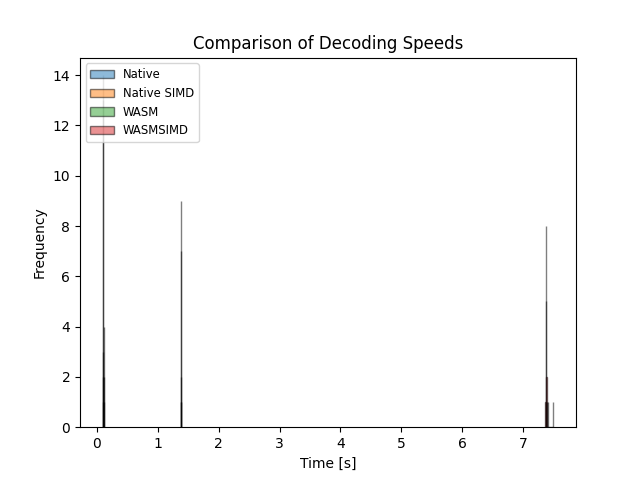 Comparison of Decoding Speeds
Native
Native SIMD
WASM
WASMSIMD
14
12
10
8
6
4
2
0
Frequency
0 1 2 3 4 5 6 7
Time [s]